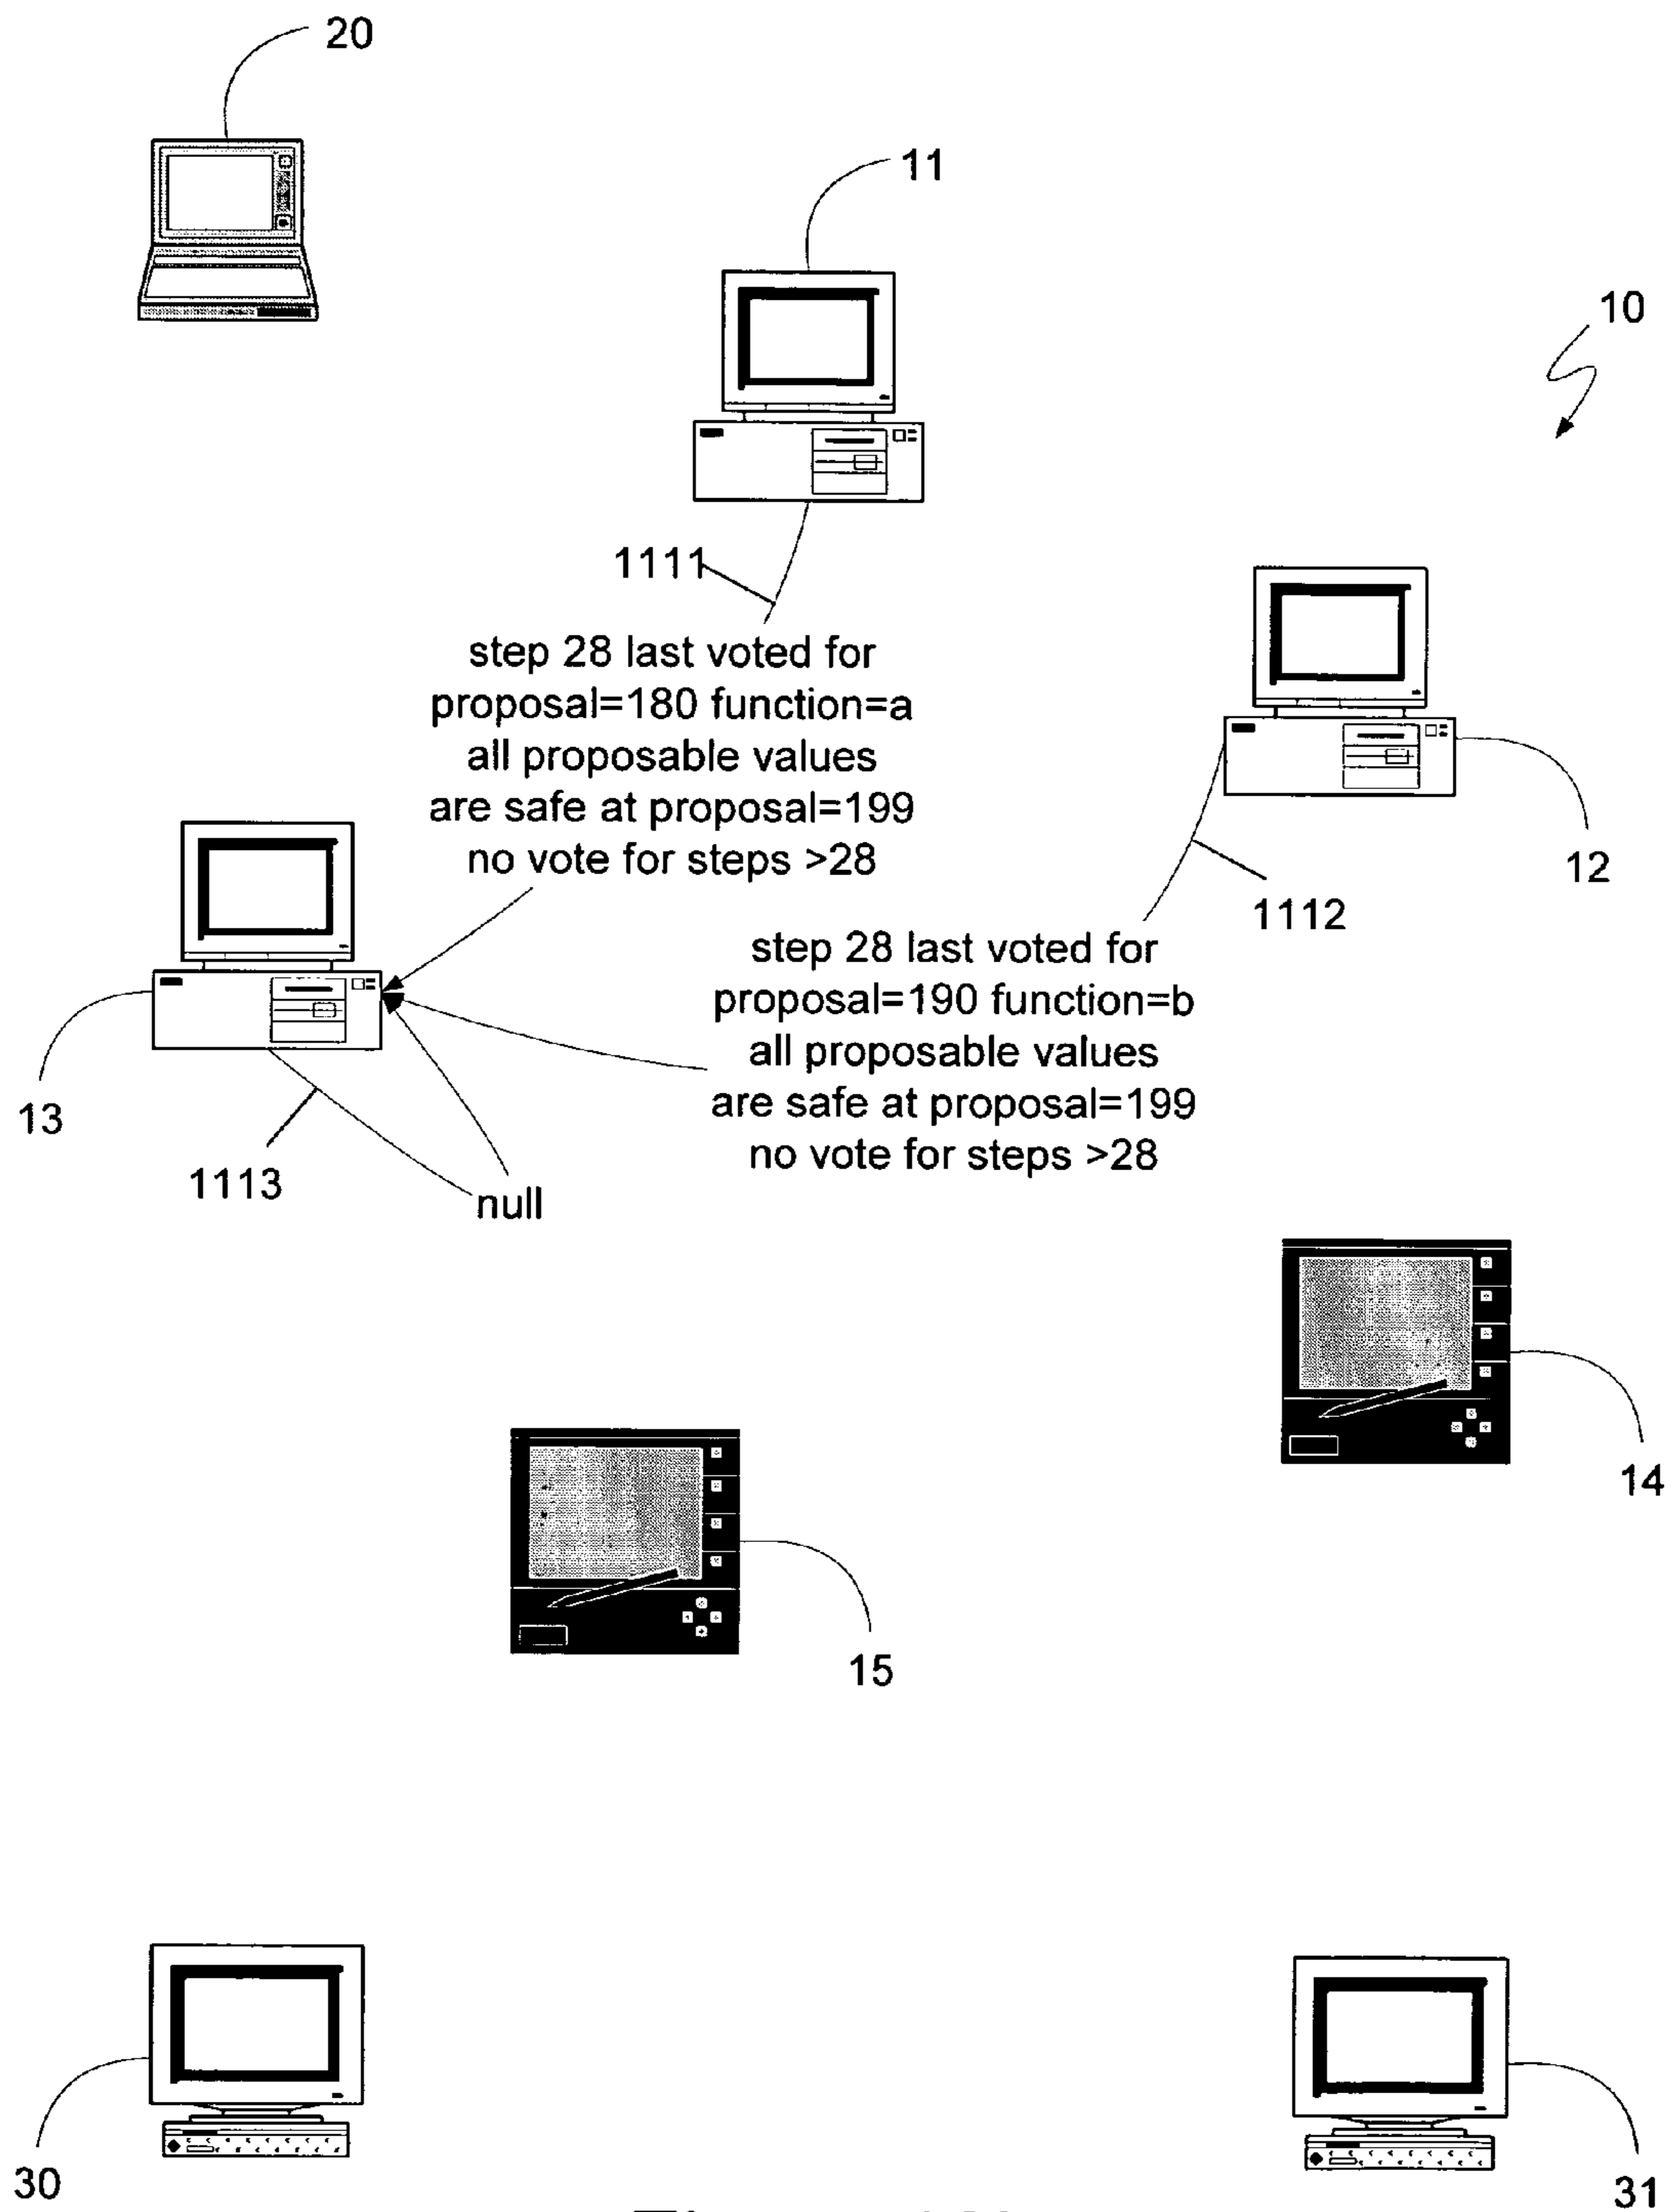 20
11
10
1111
step 28 last voted for
proposal=180 function=a
all proposable values
are safe at proposal=199
no vote for steps >28
12
1112
step 28 last voted for
proposal=190 function=b
all proposable values
are safe at proposal=199
no vote for steps >28
13
1113
null
14
15
30
31